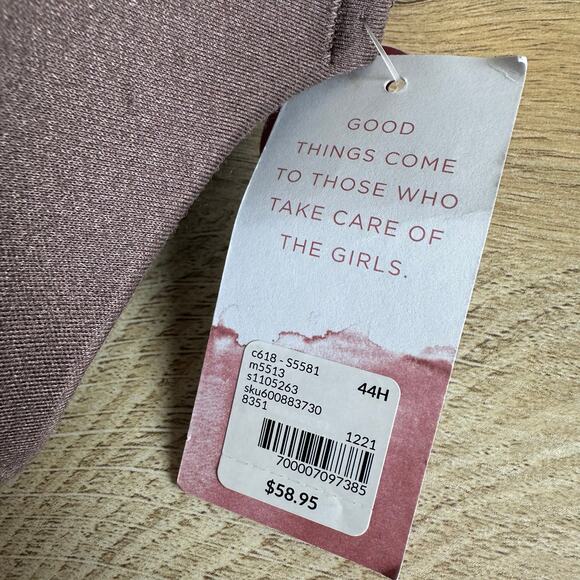 GOOD
THINGS COME
TO THOSE WHO
TAKE CARE OF
THE GIRLS.
c618 - S5581
m5513
s1105263
sku600883730
8351
44H
1221
700007097385
$58.95